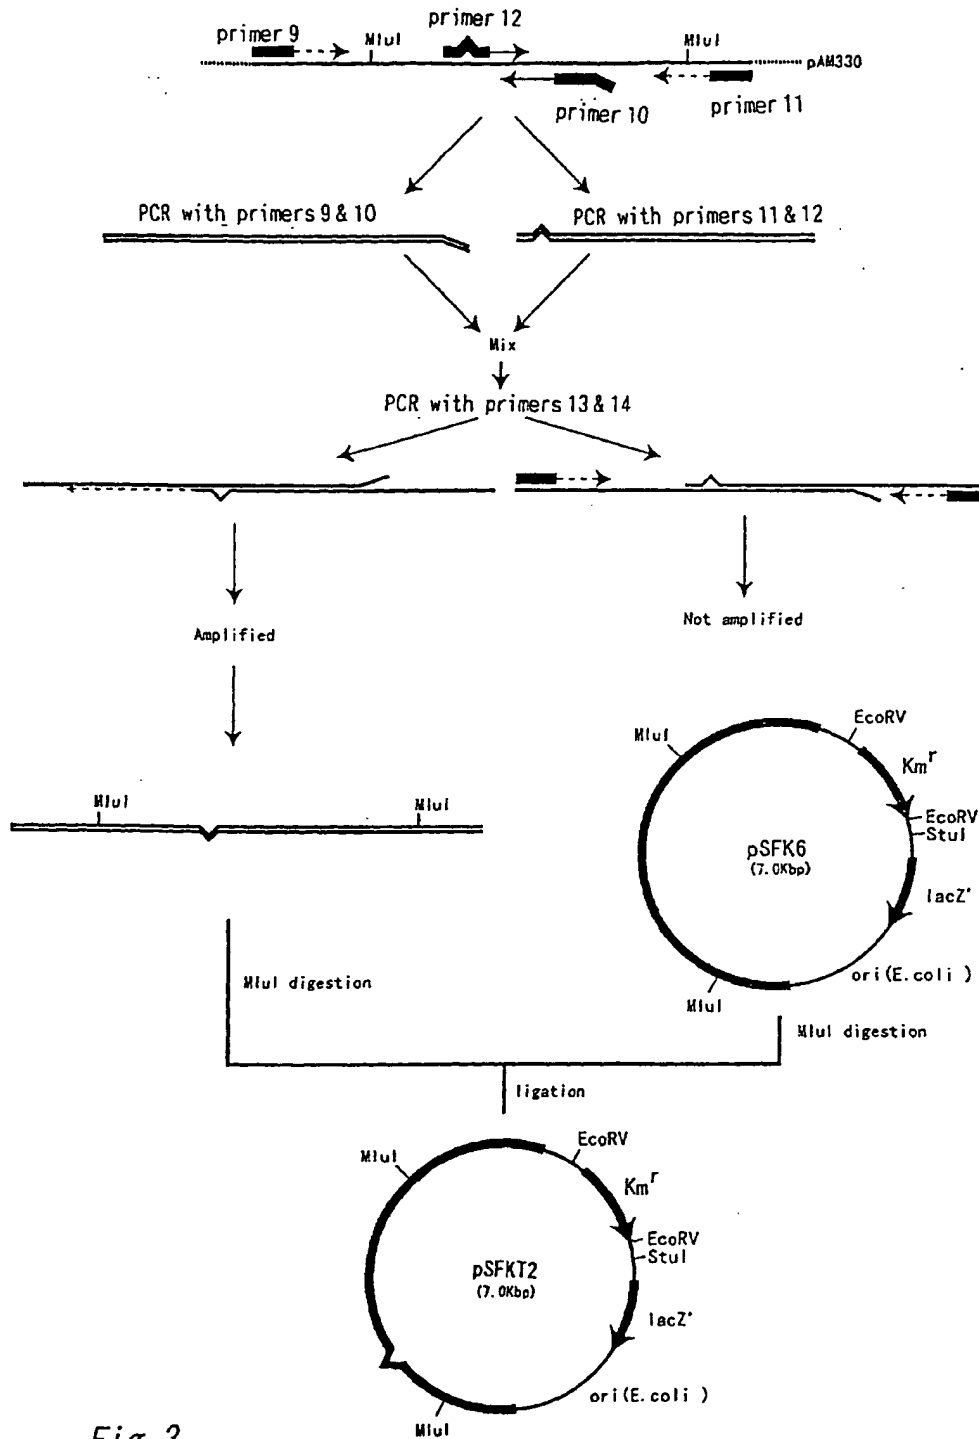 primer 12
primer 9
MluI
MluI
pAM330
primer 10
primer 11
PCR with primers 9 & 10
PCR with primers 11 & 12
Mix
PCR with primers 13 & 14
Amplified
Not amplified
MluI
MluI
MluI
EcoRV
Kmr
EcoRV
StuI
pSFK6
(7.0Kbp)
lacZ'
ori(E.coli )
MluI
MluI digestion
MluI digestion
ligation
MluI
EcoRV
Kmr
EcoRV
StuI
pSFKT2
(7.0Kbp)
lacZ'
ori(E.coli )
MluI